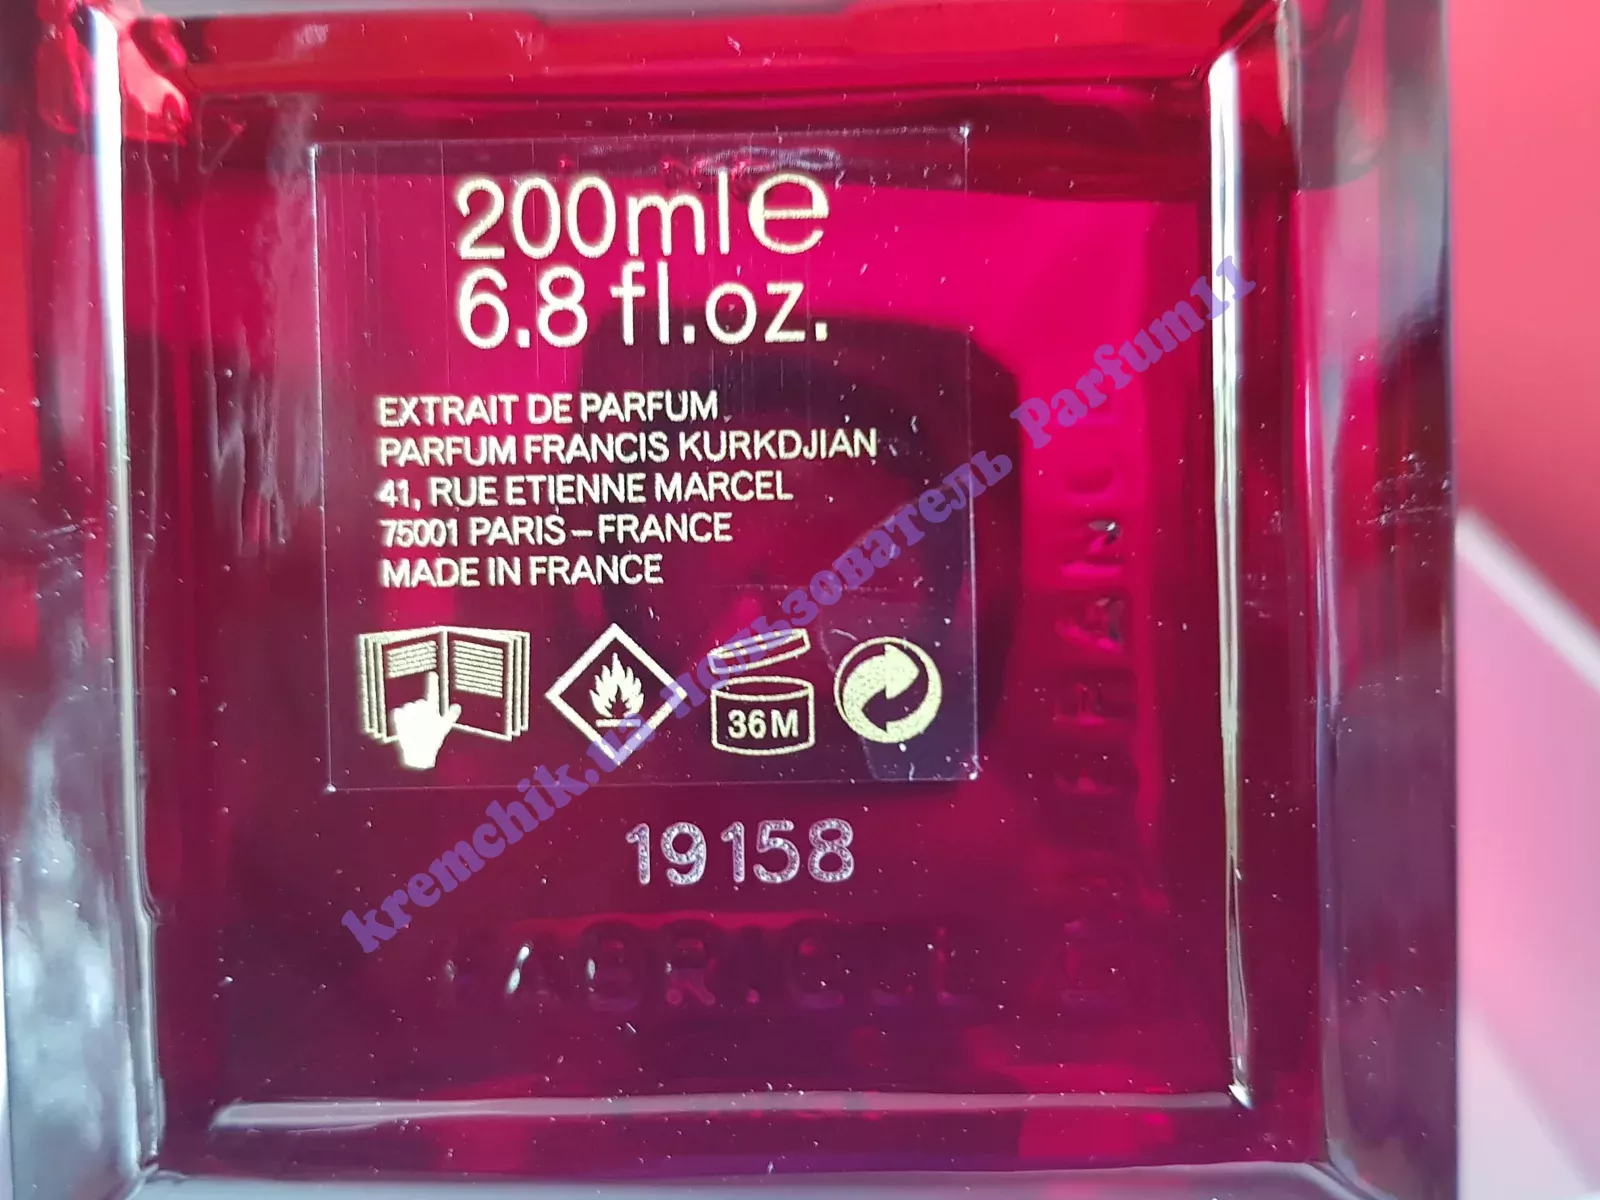 200ml℮
6.8 fl.oz.
EXTRAIT DE PARFUM
PARFUM FRANCIS KURKDJIAN
41, RUE ETIENNE MARCEL
75001 PARIS – FRANCE
MADE IN FRANCE
36M
19158
kremchik.ua пользователь Parfum11